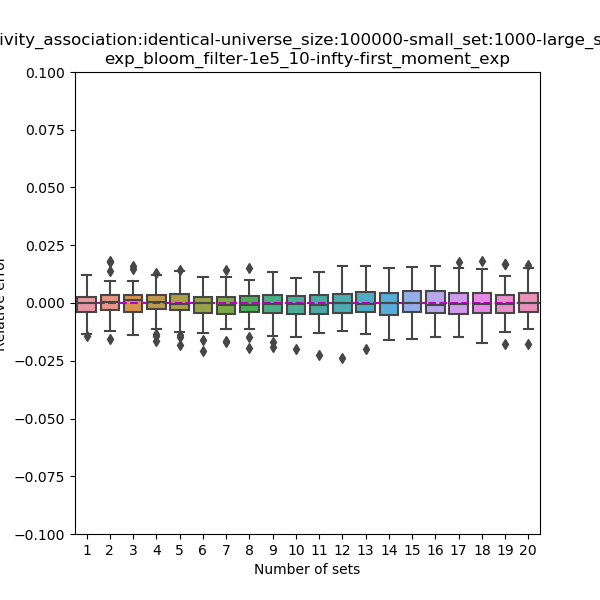 ivity_association:identical-universe_size:100000-small_set:1000-large_s
exp_bloom_filter-1e5_10-infty-first_moment_exp
0.100
0.075
0.050
0.025
0.000
−0.025
−0.050
−0.075
−0.100
Relative error
1 2 3 4 5 6 7 8 9 10 11 12 13 14 15 16 17 18 19 20
Number of sets